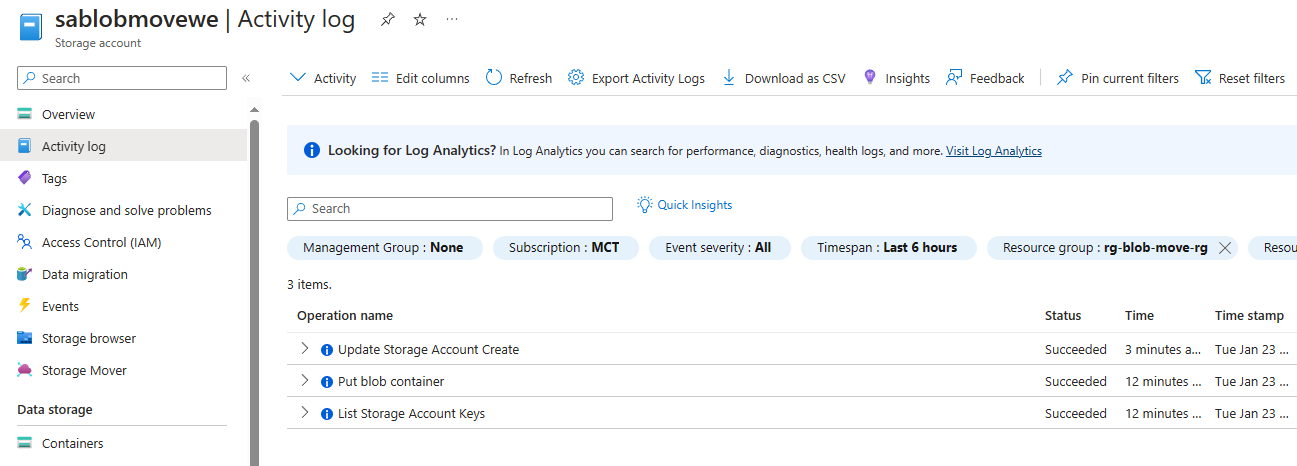 sablobmovewe | Activity log ...
Storage account
Search «
Activity Edit columns Refresh Export Activity Logs Download as CSV Insights Feedback Pin current filters Reset filters
Overview
Activity log
Tags
Diagnose and solve problems
Access Control (IAM)
Data migration
Events
Storage browser
Storage Mover
Data storage
Containers
Looking for Log Analytics? In Log Analytics you can search for performance, diagnostics, health logs, and more. Visit Log Analytics
Search Quick Insights
Management Group : None Subscription : MCT Event severity : All Timespan : Last 6 hours Resource group : rg-blob-move-rg Resou
3 items.
Operation name Status Time Time stamp
Update Storage Account Create Succeeded 3 minutes a... Tue Jan 23 ...
Put blob container Succeeded 12 minutes ... Tue Jan 23 ...
List Storage Account Keys Succeeded 12 minutes ... Tue Jan 23 ...